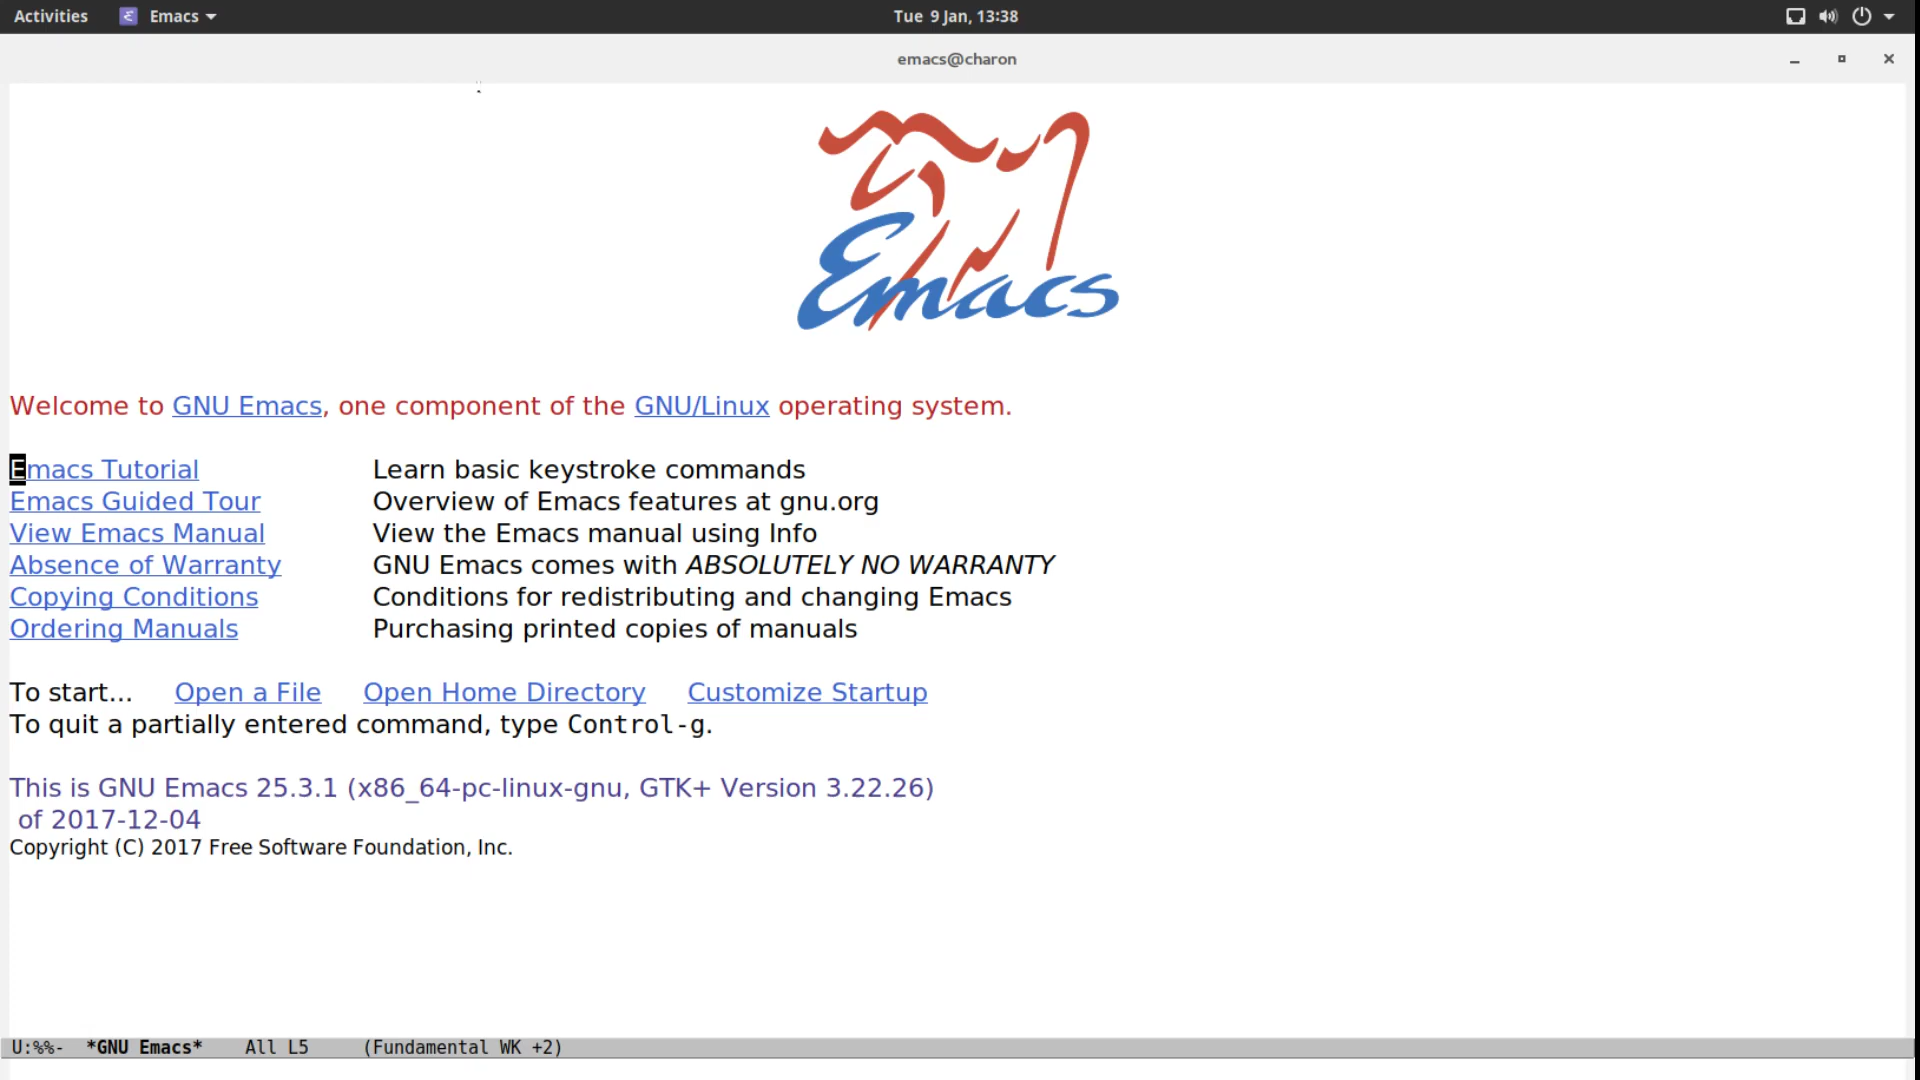 Activities Emacs Tue 9 Jan, 13:38
emacs@charon
Emacs
Welcome to GNU Emacs, one component of the GNU/Linux operating system.
Emacs Tutorial Learn basic keystroke commands
Emacs Guided Tour Overview of Emacs features at gnu.org
View Emacs Manual View the Emacs manual using Info
Absence of Warranty GNU Emacs comes with ABSOLUTELY NO WARRANTY
Copying Conditions Conditions for redistributing and changing Emacs
Ordering Manuals Purchasing printed copies of manuals
To start... Open a File Open Home Directory Customize Startup
To quit a partially entered command, type Control-g.
This is GNU Emacs 25.3.1 (x86_64-pc-linux-gnu, GTK+ Version 3.22.26)
of 2017-12-04
Copyright (C) 2017 Free Software Foundation, Inc.
U:%%- *GNU Emacs* All L5 (Fundamental WK +2)